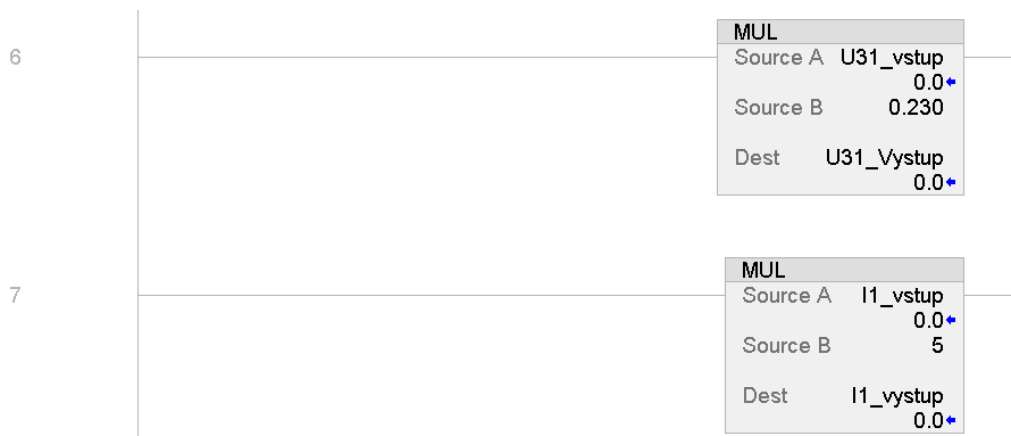 6
MUL
Source A U31_vstup
0.0
Source B 0.230
Dest U31_Vystup
0.0
7
MUL
Source A I1_vstup
0.0
Source B 5
Dest I1_vystup
0.0